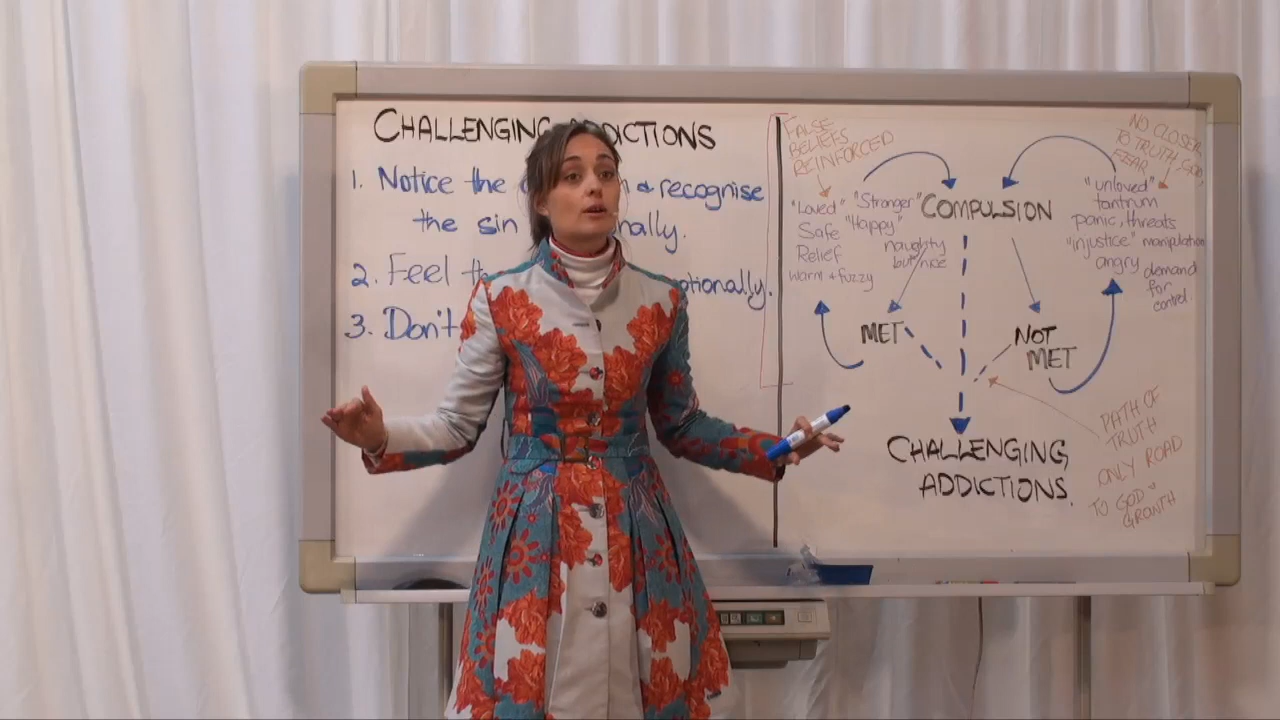 CHALLENGING ADDICTIONS
1. Notice the & recognise
the sin nally.
2. Feel otionally.
3. Don't
FALSE
BELIEFS
REINFORCED
"Loved" "Stronger"
Safe "Happy"
Relief
warm & fuzzy
naughty
but nice
COMPULSION
NO CLOSER
TO TRUTH, GOD,
FEAR
"unloved"
tantrum
panic, threats
"injustice" manipulation
angry
demand
for
control.
MET
NOT
MET
CHALLENGING
ADDICTIONS.
PATH OF
TRUTH
ONLY ROAD
TO GOD &
GROWTH